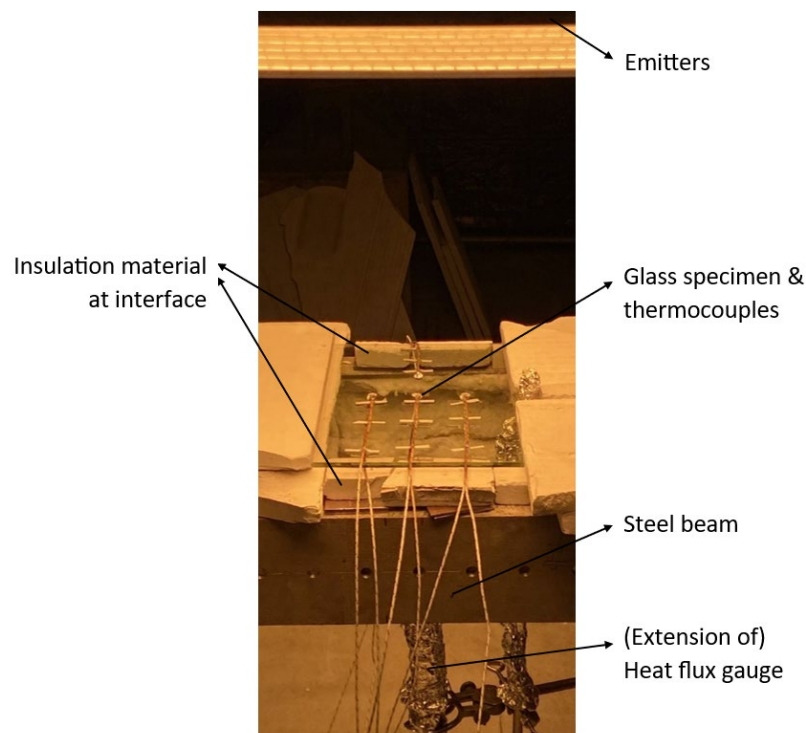 Emitters
Insulation material
at interface
Glass specimen &
thermocouples
Steel beam
(Extension of)
Heat flux gauge